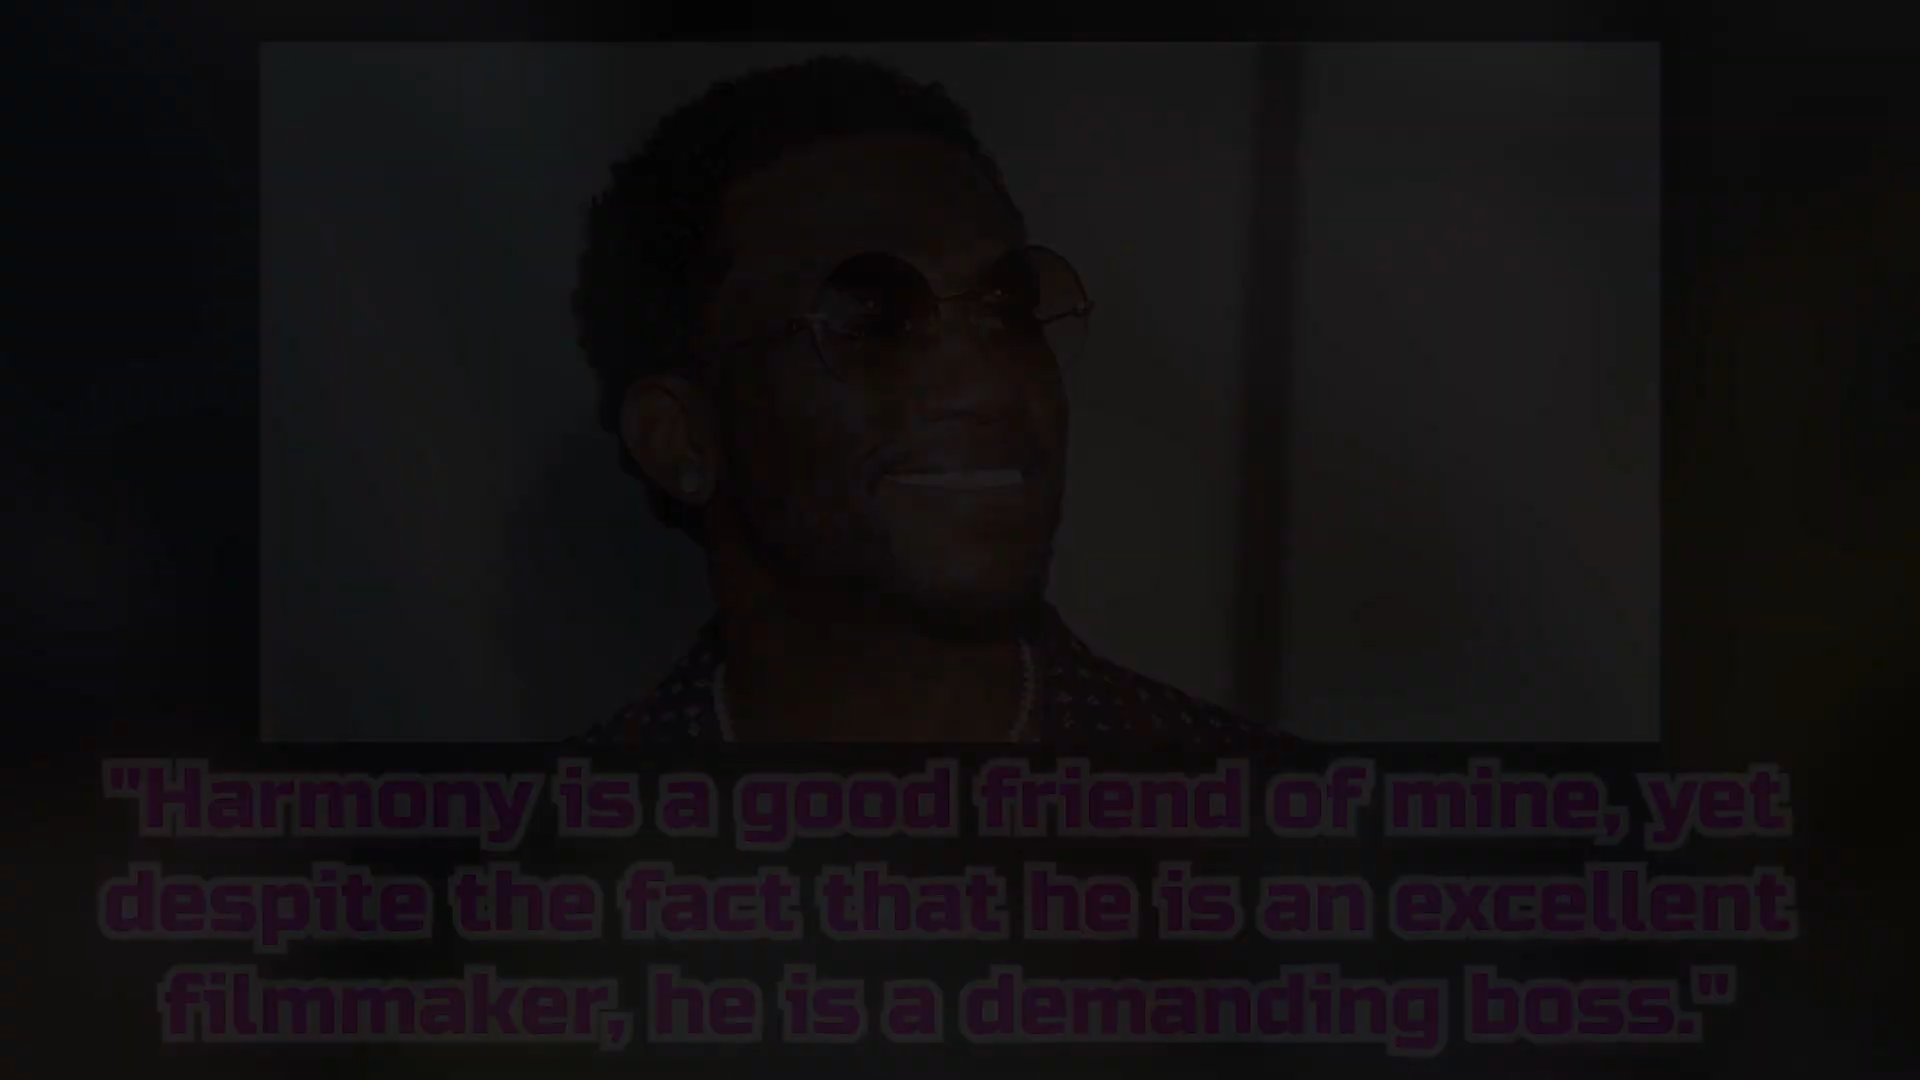 "Harmony is a good friend of mine, yet
despite the fact that he is an excellent
filmmaker, he is a demanding boss."